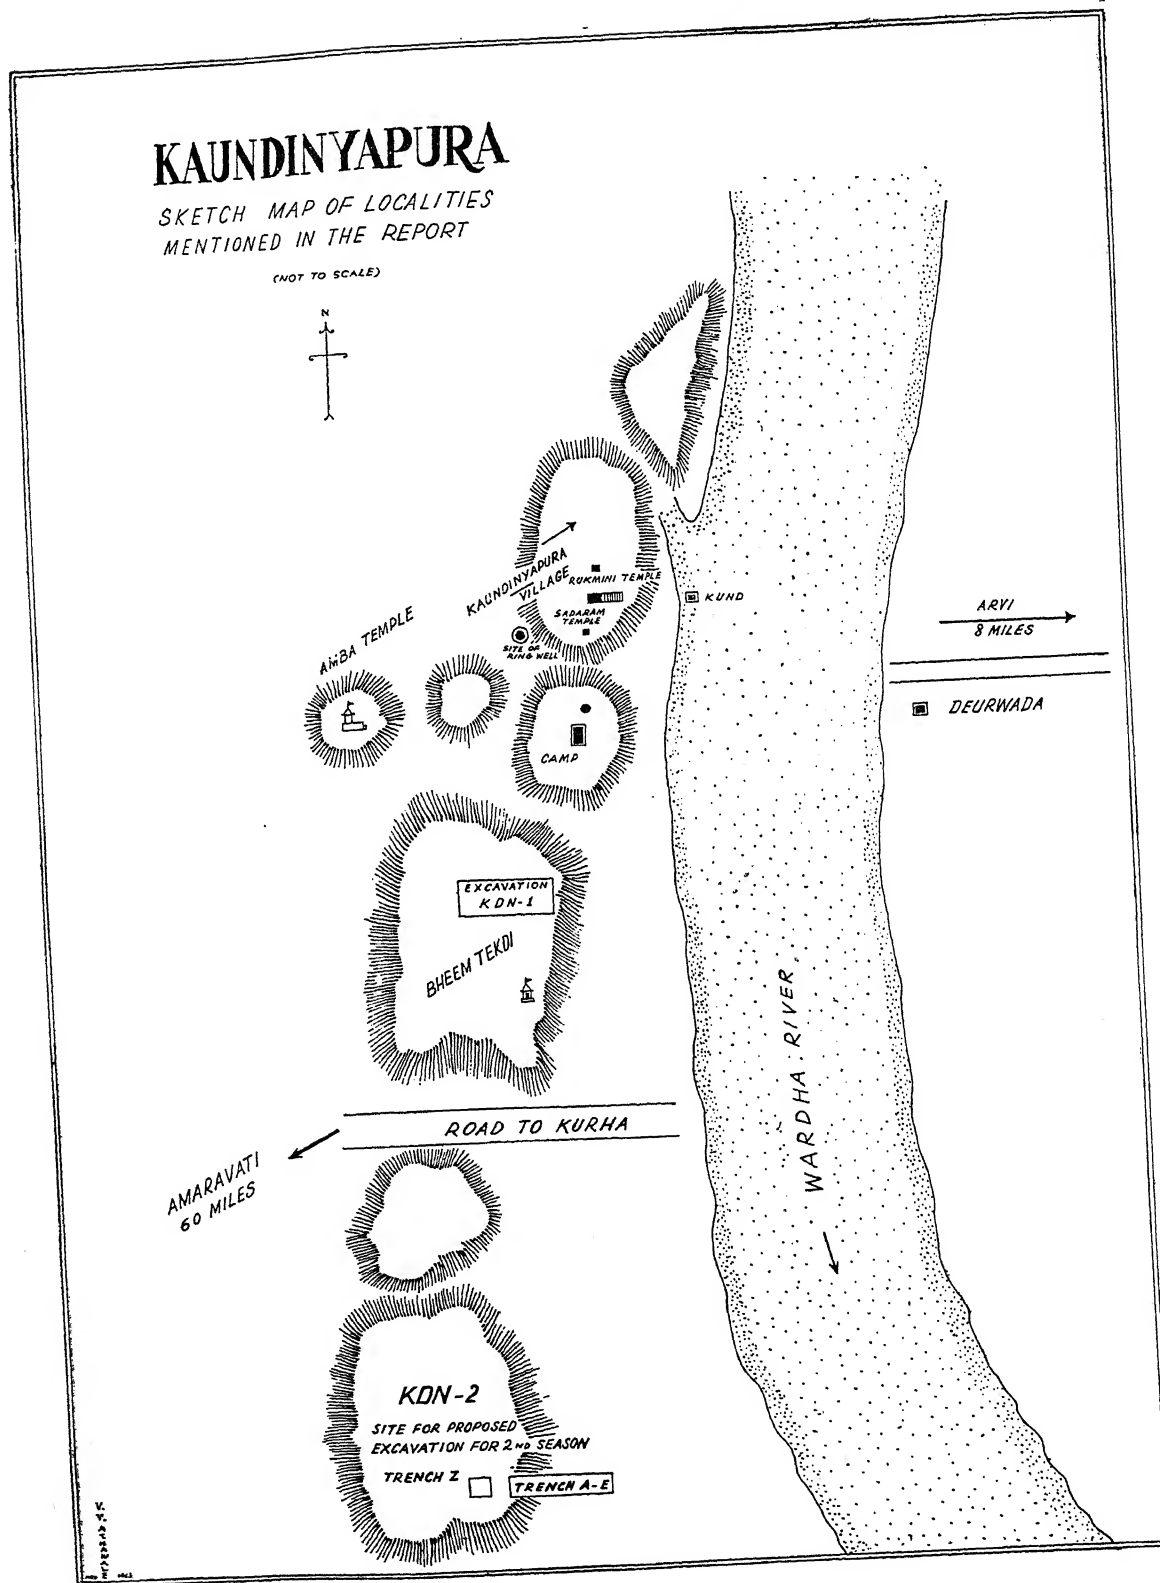 KAUNDINYAPURA
SKETCH MAP OF LOCALITIES
MENTIONED IN THE REPORT
(NOT TO SCALE)
N
KAUNDINYAPURA
VILLAGE
RUKMINI TEMPLE
SADARAM
TEMPLE
SITE OF
RING WELL
KUND
ARVI
8 MILES
DEURWADA
AMBA TEMPLE
CAMP
EXCAVATION
KDN-1
BHEEM TEKDI
WARDHA RIVER
ROAD TO KURHA
AMARAVATI
60 MILES
KDN-2
SITE FOR PROPOSED
EXCAVATION FOR 2ND SEASON
TRENCH Z
TRENCH A-E